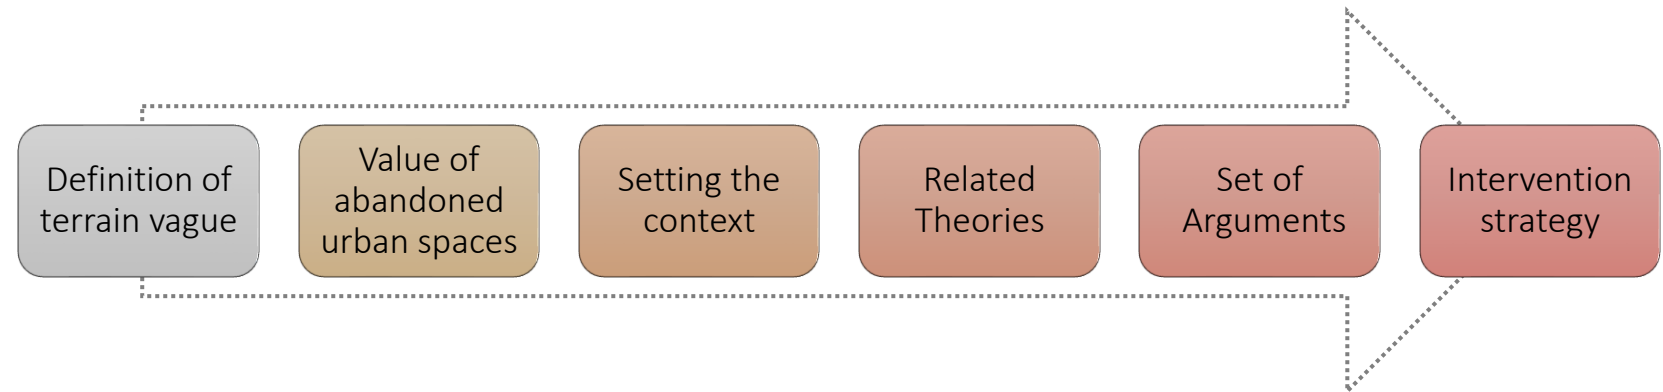 Definition of
terrain vague
Value of
abandoned
urban spaces
Setting the
context
Related
Theories
Set of
Arguments
Intervention
strategy